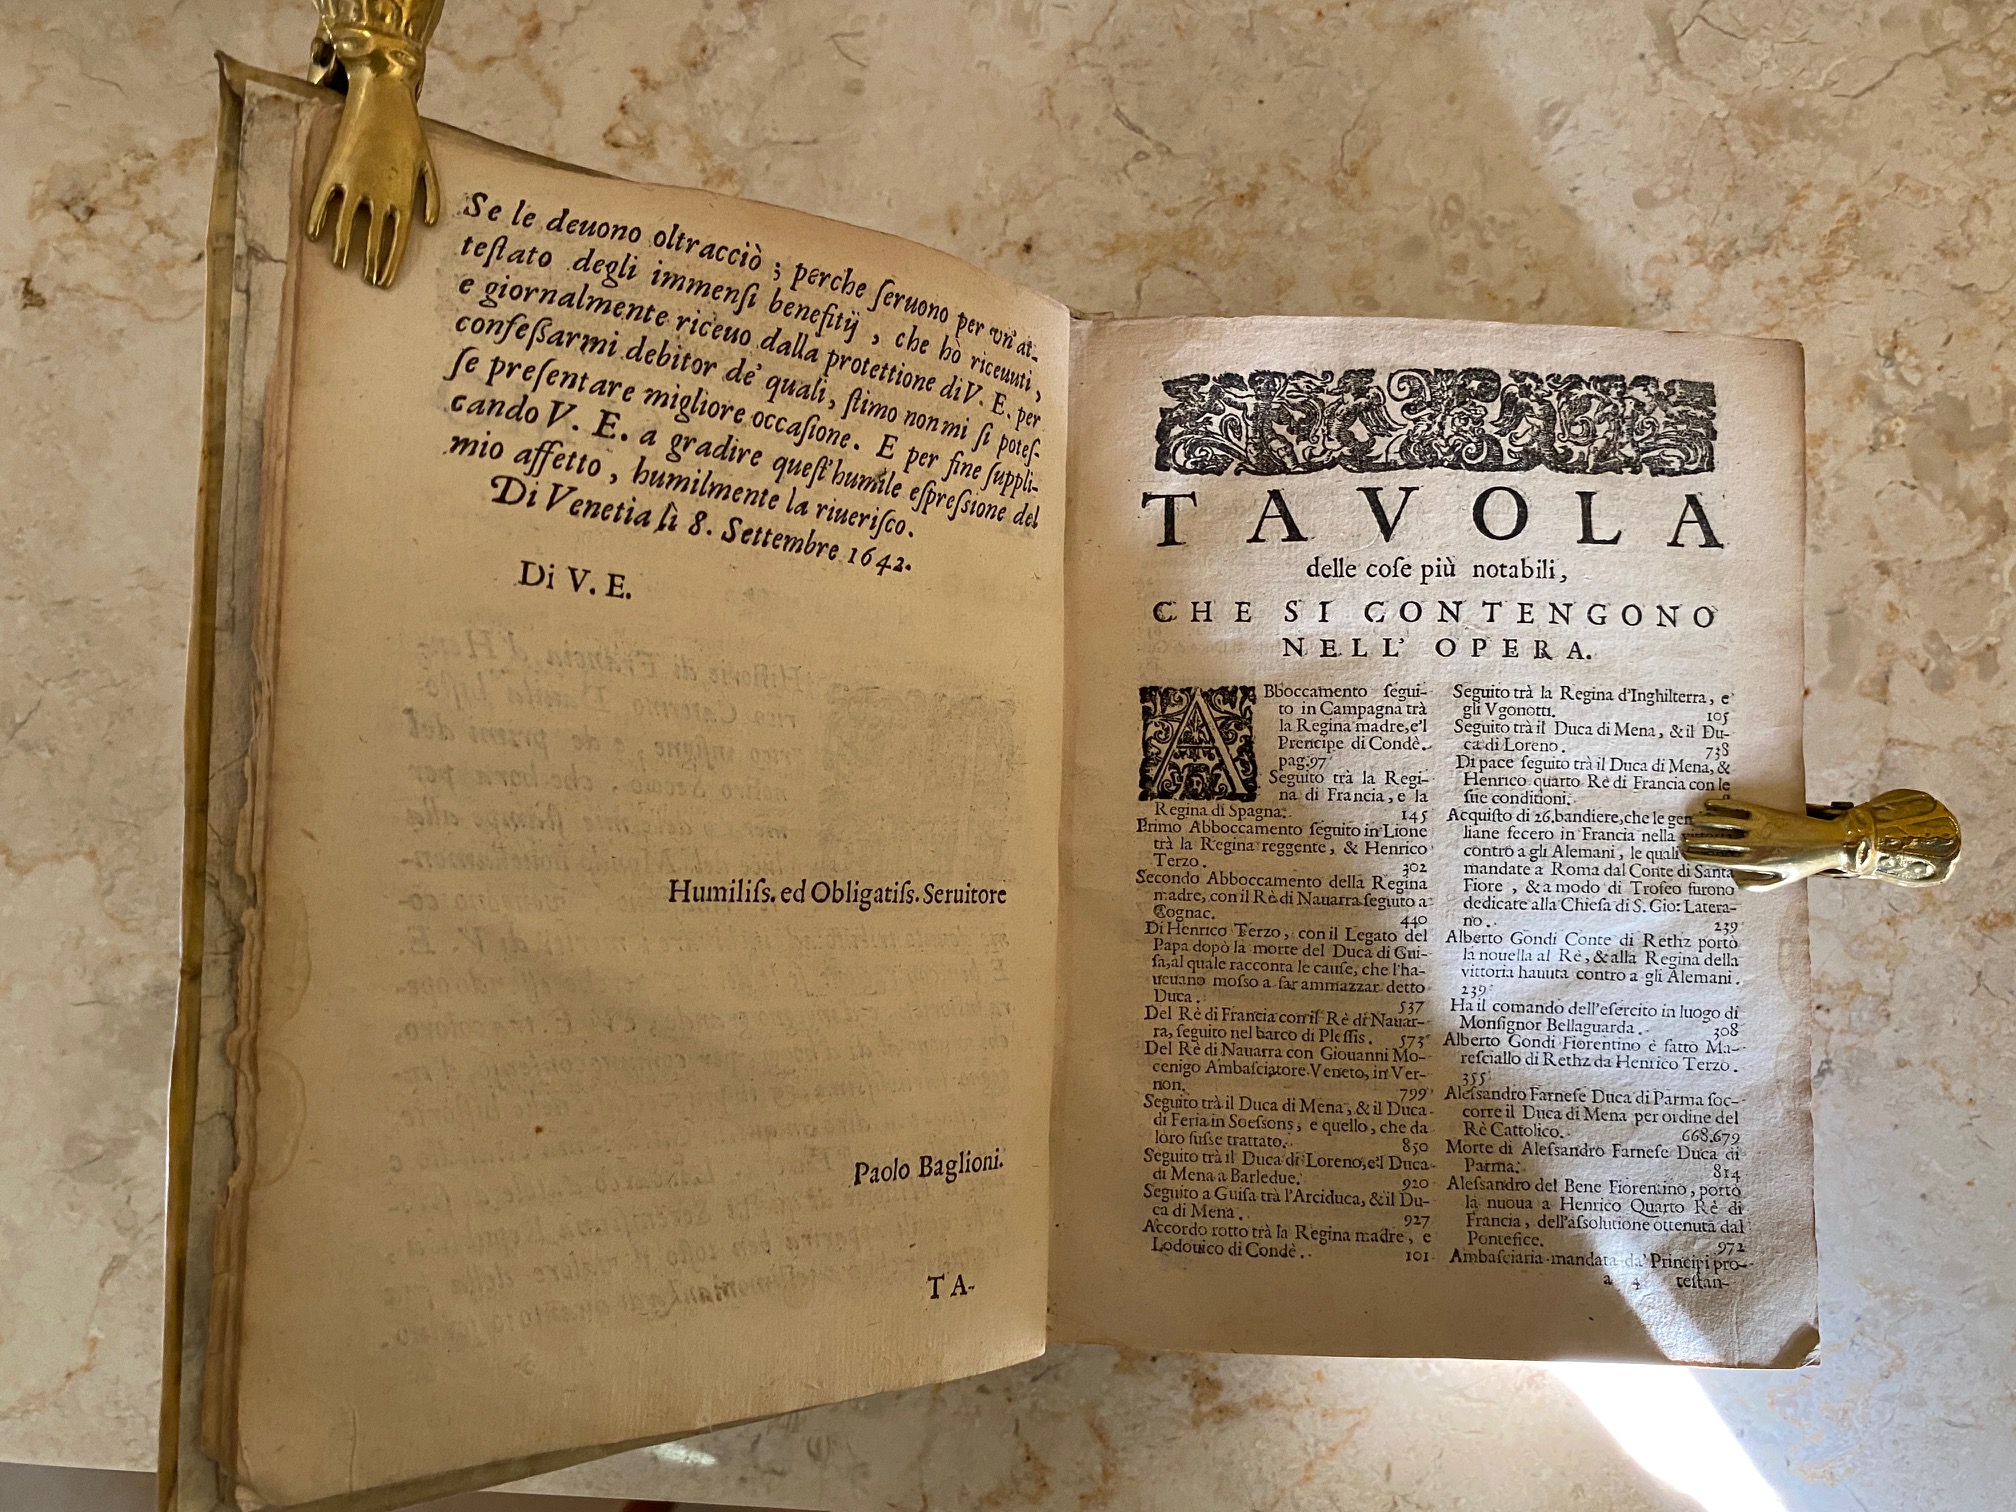 Se le deuono oltracciò ; perche ſeruono per vn'at-
teſtato degli immenſi benefitÿ , che hò riceuuti ,
e giornalmente riceuo dalla protettione di V. E. per
confeſſarmi debitor de' quali, ſtimo non mi ſi poteſ-
ſe preſentare migliore occaſione. E per fine ſuppli-
cando V. E. a gradire queſt'humile eſpreſſione del
mio affetto , humilmente la riueriſco.
Di Venetia lì 8. Settembre 1642.
Di V. E.
Humiliſs. ed Obligatiſs. Seruitore
Paolo Baglioni.
TA-
TAVOLA
delle coſe più notabili,
CHE SI CONTENGONO
NELL' OPERA.
ABboccamento ſegui-
to in Campagna trà
la Regina madre, e'l
Prencipe di Condè.
pag. 97
Seguito trà la Regi-
na di Francia, e la
Regina di Spagna. 145
Primo Abboccamento ſeguito in Lione
trà la Regina reggente, & Henrico
Terzo. 302
Secondo Abboccamento della Regina
madre, con il Rè di Nauarra ſeguito a
Cognac. 440
Di Henrico Terzo, con il Legato del
Papa dopò la morte del Duca di Gui-
ſa, al quale racconta le cauſe, che l'ha-
ueuano moſſo a far ammazzar detto
Duca. 537
Del Rè di Francia con il Rè di Nauar-
ra, ſeguito nel barco di Pleſſis. 573
Del Rè di Nauarra con Giouanni Mo-
cenigo Ambaſciatore Veneto, in Ver-
non. 799
Seguito trà il Duca di Mena, & il Duca
di Feria in Soeſſons, e quello, che da
loro fuſſe trattato. 850
Seguito trà il Duca di Loreno, e'l Duca
di Mena a Barledue. 920
Seguito a Guiſa trà l'Arciduca, & il Du-
ca di Mena. 927
Accordo rotto trà la Regina madre, e
Lodouico di Condè. 101
Seguito trà la Regina d'Inghilterra, e
gli Vgonotti. 105
Seguito trà il Duca di Mena, & il Du-
ca di Loreno. 738
Di pace ſeguito trà il Duca di Mena, &
Henrico quarto Rè di Francia con le
ſue conditioni.
Acquiſto di 26. bandiere, che le
liane fecero in Francia nella
contro a gli Alemani, le quali
mandate a Roma dal Conte di Santa
Fiore, & a modo di Trofeo furono
dedicate alla Chieſa di S. Gio: Latera-
no. 239
Alberto Gondi Conte di Rethz portò
la nouella al Rè, & alla Regina della
vittoria hauuta contro a gli Alemani.
239
Ha il comando dell'eſercito in luogo di
Monſignor Bellaguarda. 308
Alberto Gondi Fiorentino è fatto Ma-
reſciallo di Rethz da Henrico Terzo.
355
Aleſſandro Farneſe Duca di Parma ſoc-
corre il Duca di Mena per ordine del
Rè Cattolico. 668.679
Morte di Aleſſandro Farneſe Duca di
Parma. 814
Aleſſandro del Bene Fiorentino, portò
la nuoua a Henrico Quarto Rè di
Francia, dell'aſſolutione ottenuta dal
Pontefice. 972
Ambaſciaria mandata da' Principi pro-
a 4 teſtan-